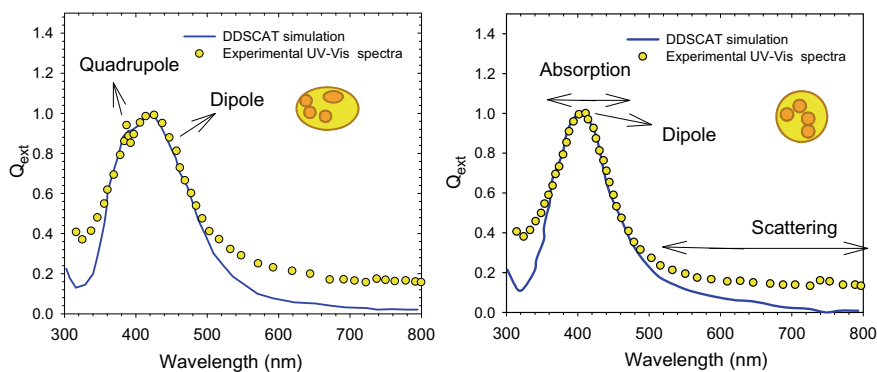 DDSCAT simulation
Experimental UV-Vis spectra
Quadrupole
Dipole
Q_ext
1.4
1.2
1.0
0.8
0.6
0.4
0.2
0.0
300 400 500 600 700 800
Wavelength (nm)
DDSCAT simulation
Experimental UV-Vis spectra
Absorption
Dipole
Scattering
Q_ext
1.4
1.2
1.0
0.8
0.6
0.4
0.2
0.0
300 400 500 600 700 800
Wavelength (nm)